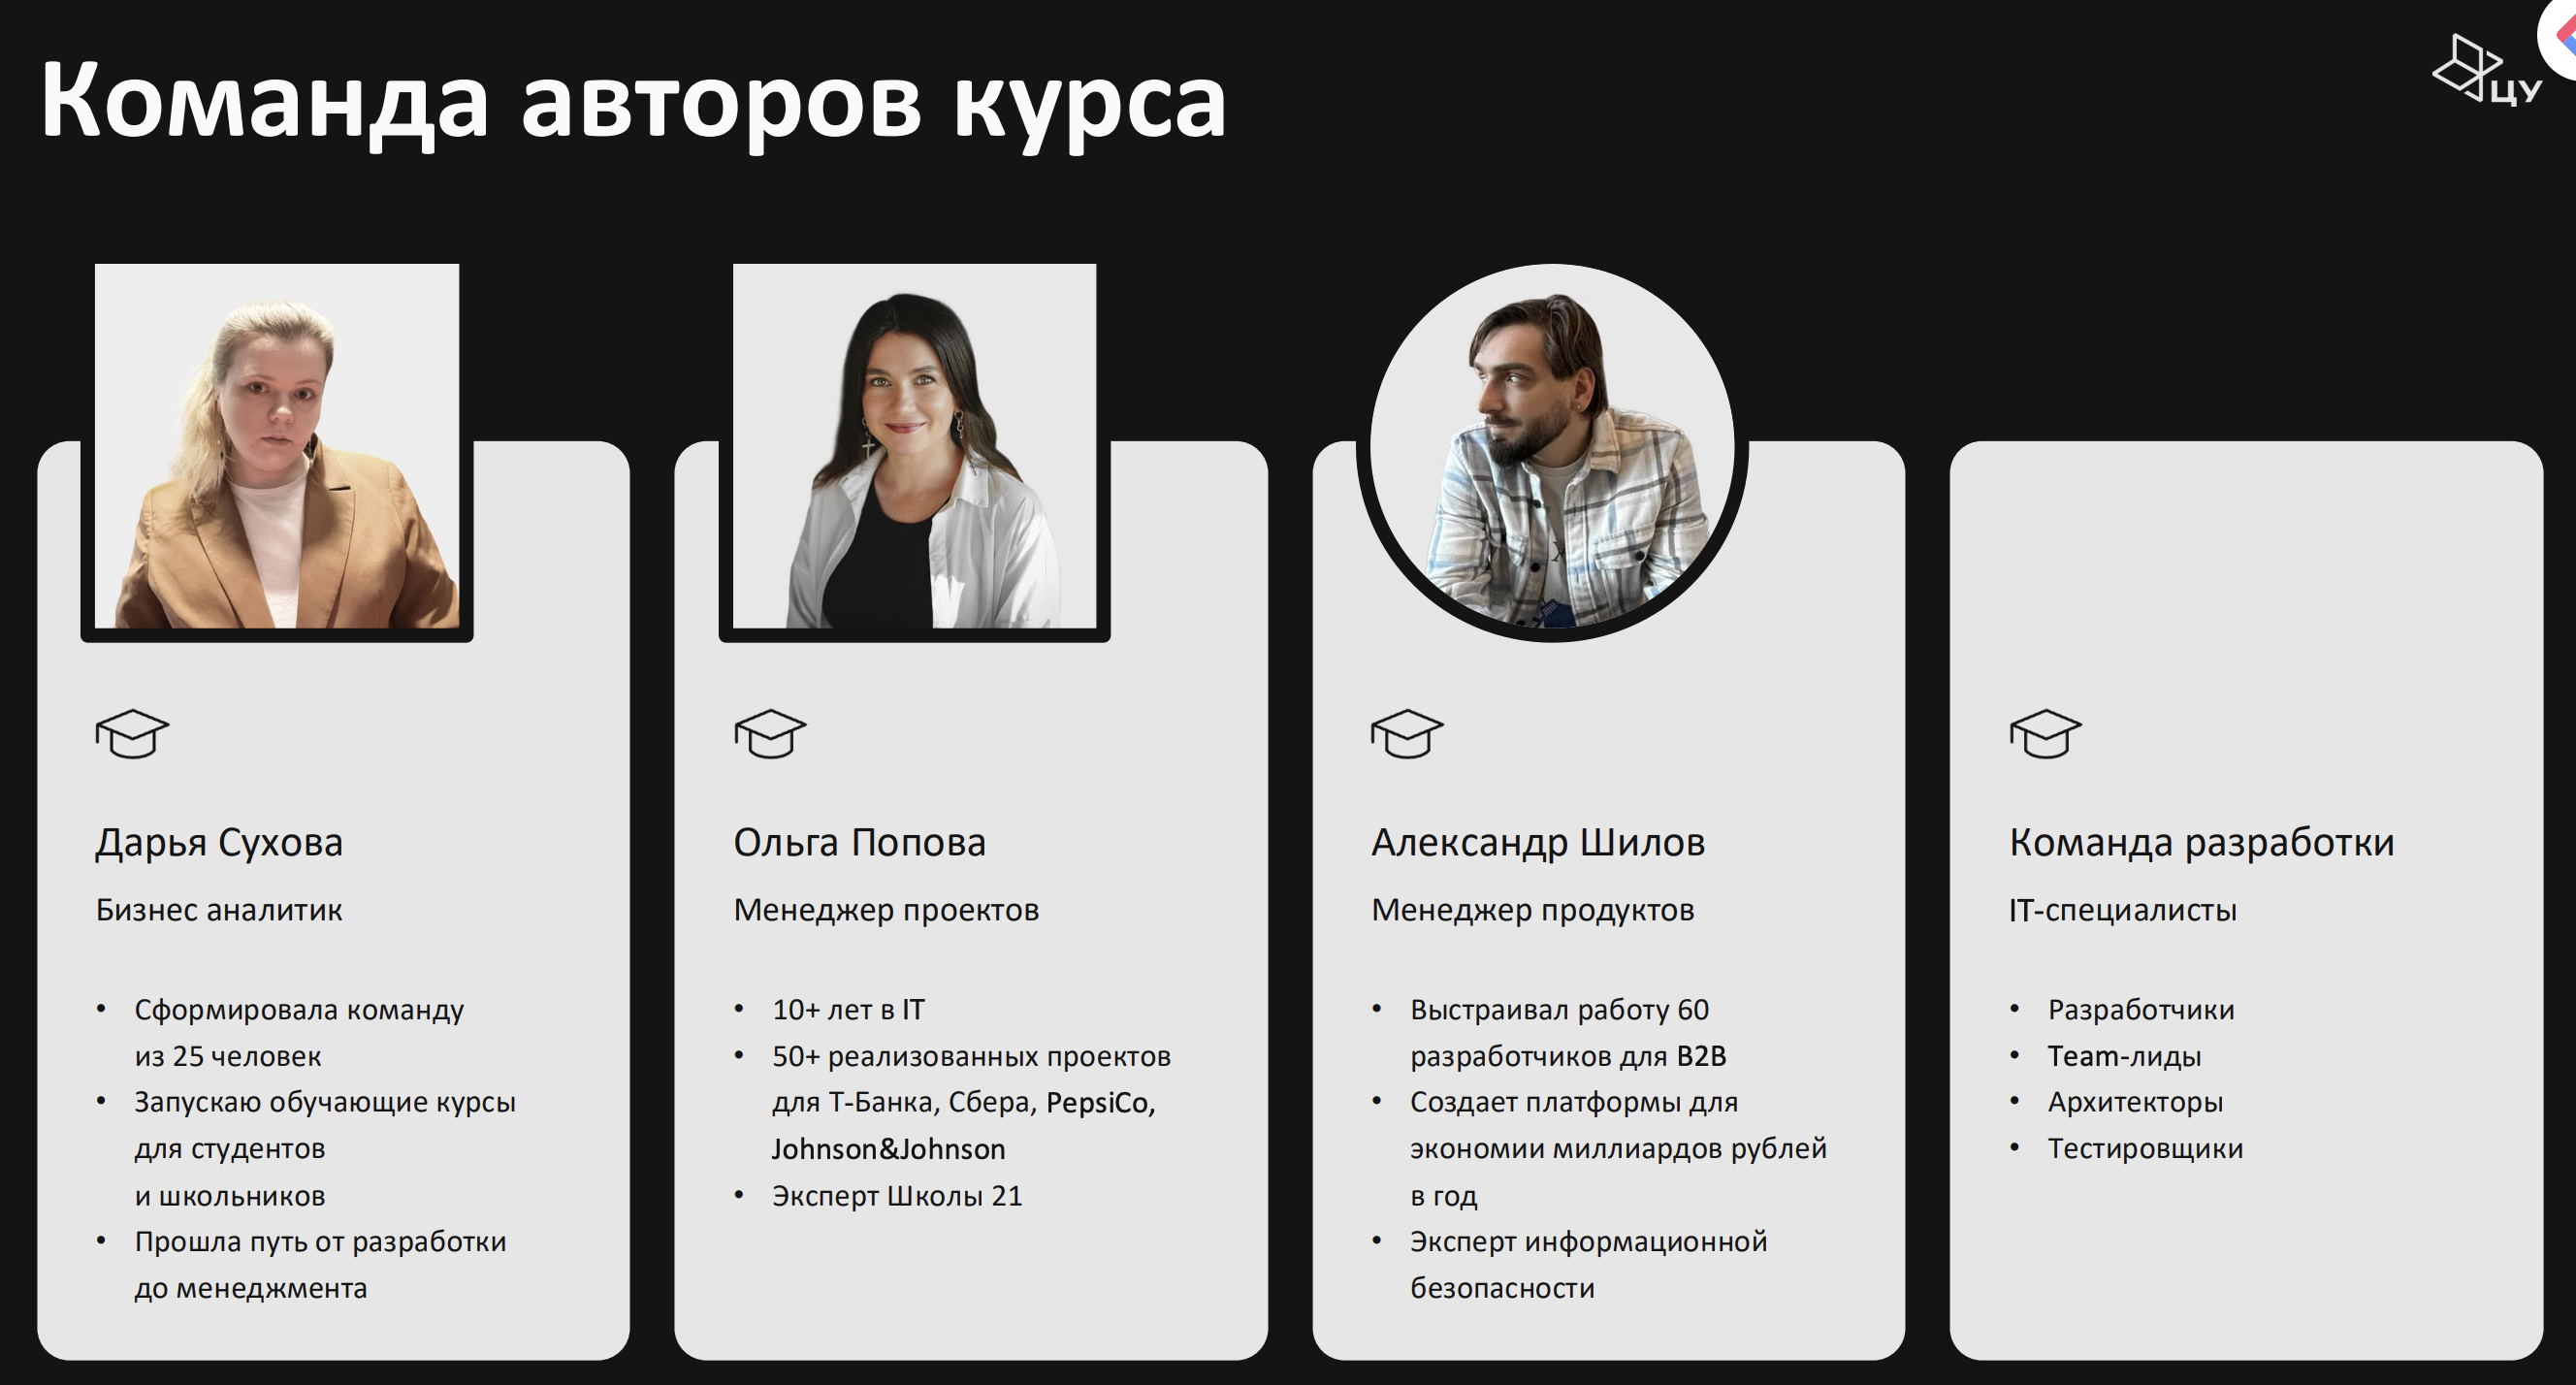 Команда авторов курса
ЦУ
Дарья Сухова
Бизнес аналитик
• Сформировала команду
из 25 человек
• Запускаю обучающие курсы
для студентов
и школьников
• Прошла путь от разработки
до менеджмента
Ольга Попова
Менеджер проектов
• 10+ лет в IT
• 50+ реализованных проектов
для Т-Банка, Сбера, PepsiCo,
Johnson&Johnson
• Эксперт Школы 21
Александр Шилов
Менеджер продуктов
• Выстраивал работу 60
разработчиков для B2B
• Создает платформы для
экономии миллиардов рублей
в год
• Эксперт информационной
безопасности
Команда разработки
IT-специалисты
• Разработчики
• Team-лиды
• Архитекторы
• Тестировщики